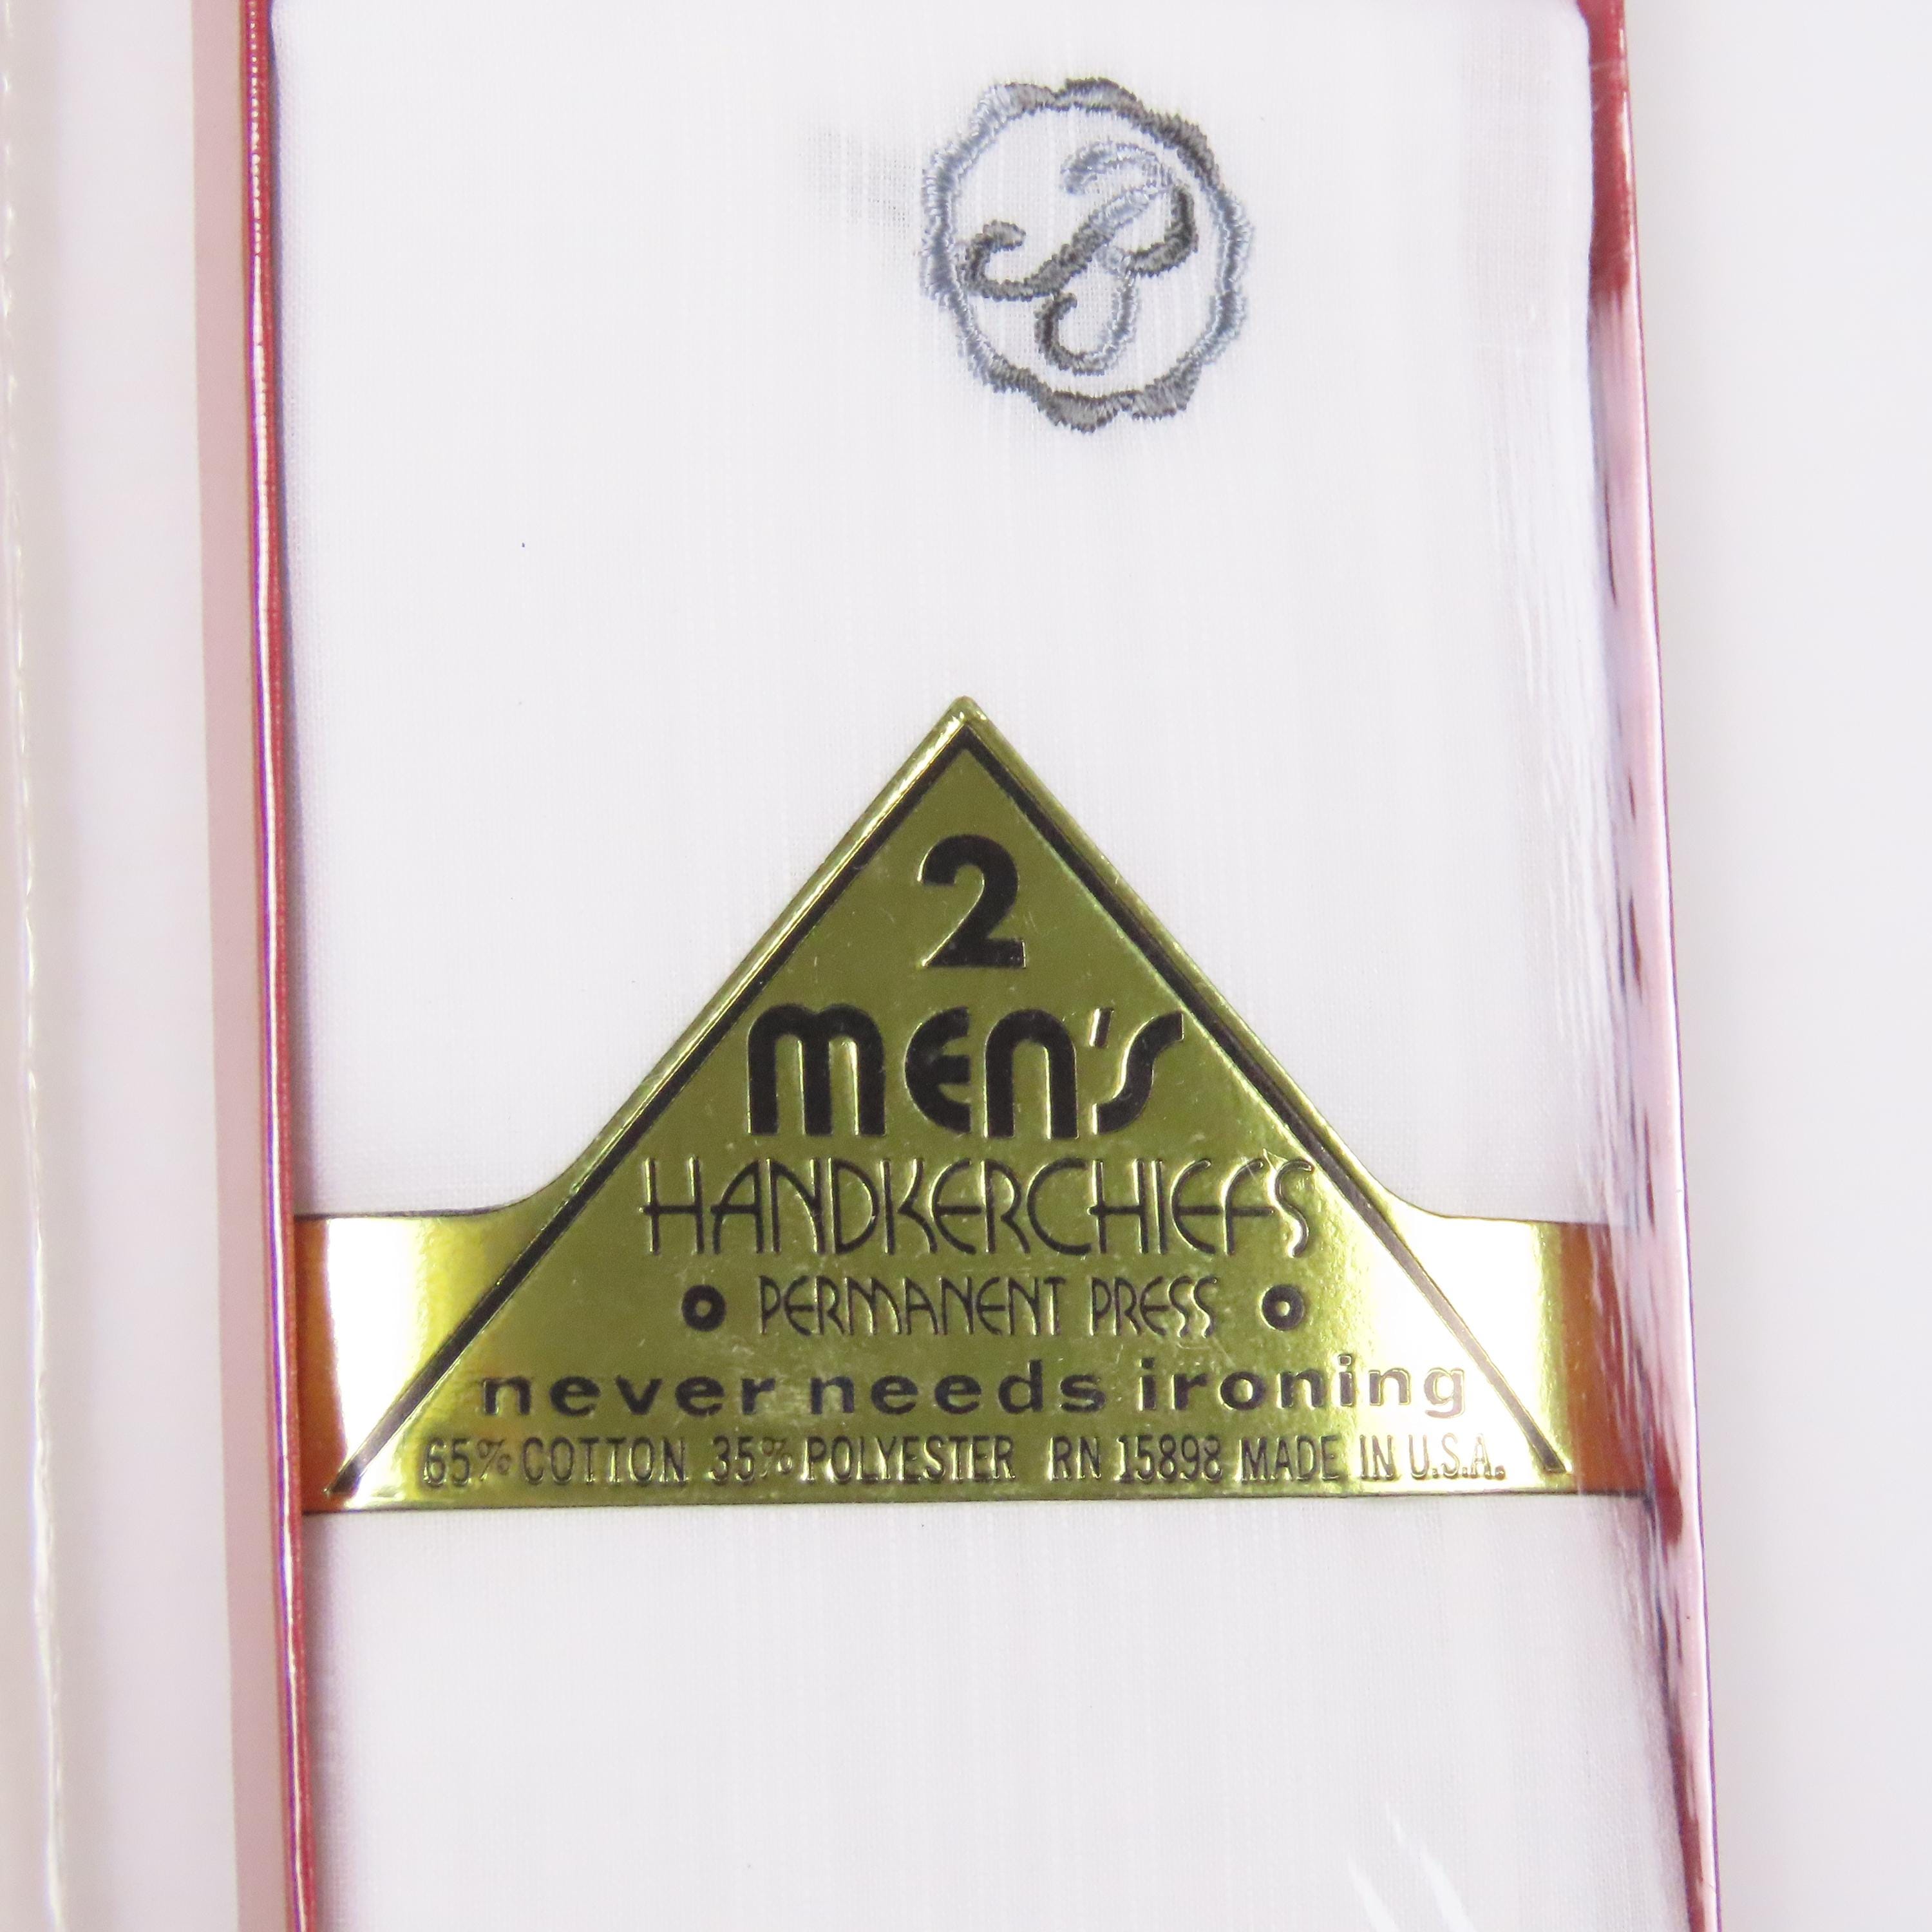 2
men's
HANDKERCHIEFS
• PERMANENT PRESS •
never needs ironing
65% COTTON 35% POLYESTER RN 15898 MADE IN U.S.A.